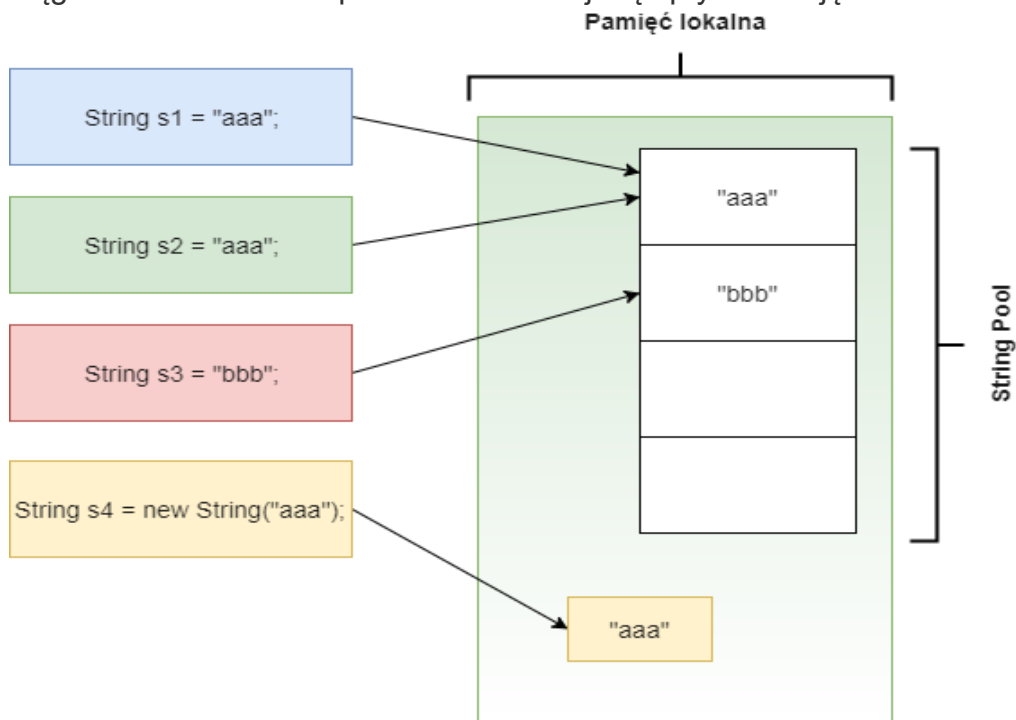 Pamięć lokalna
String s1 = "aaa";
"aaa"
String s2 = "aaa";
"bbb"
String s3 = "bbb";
String Pool
String s4 = new String("aaa");
"aaa"